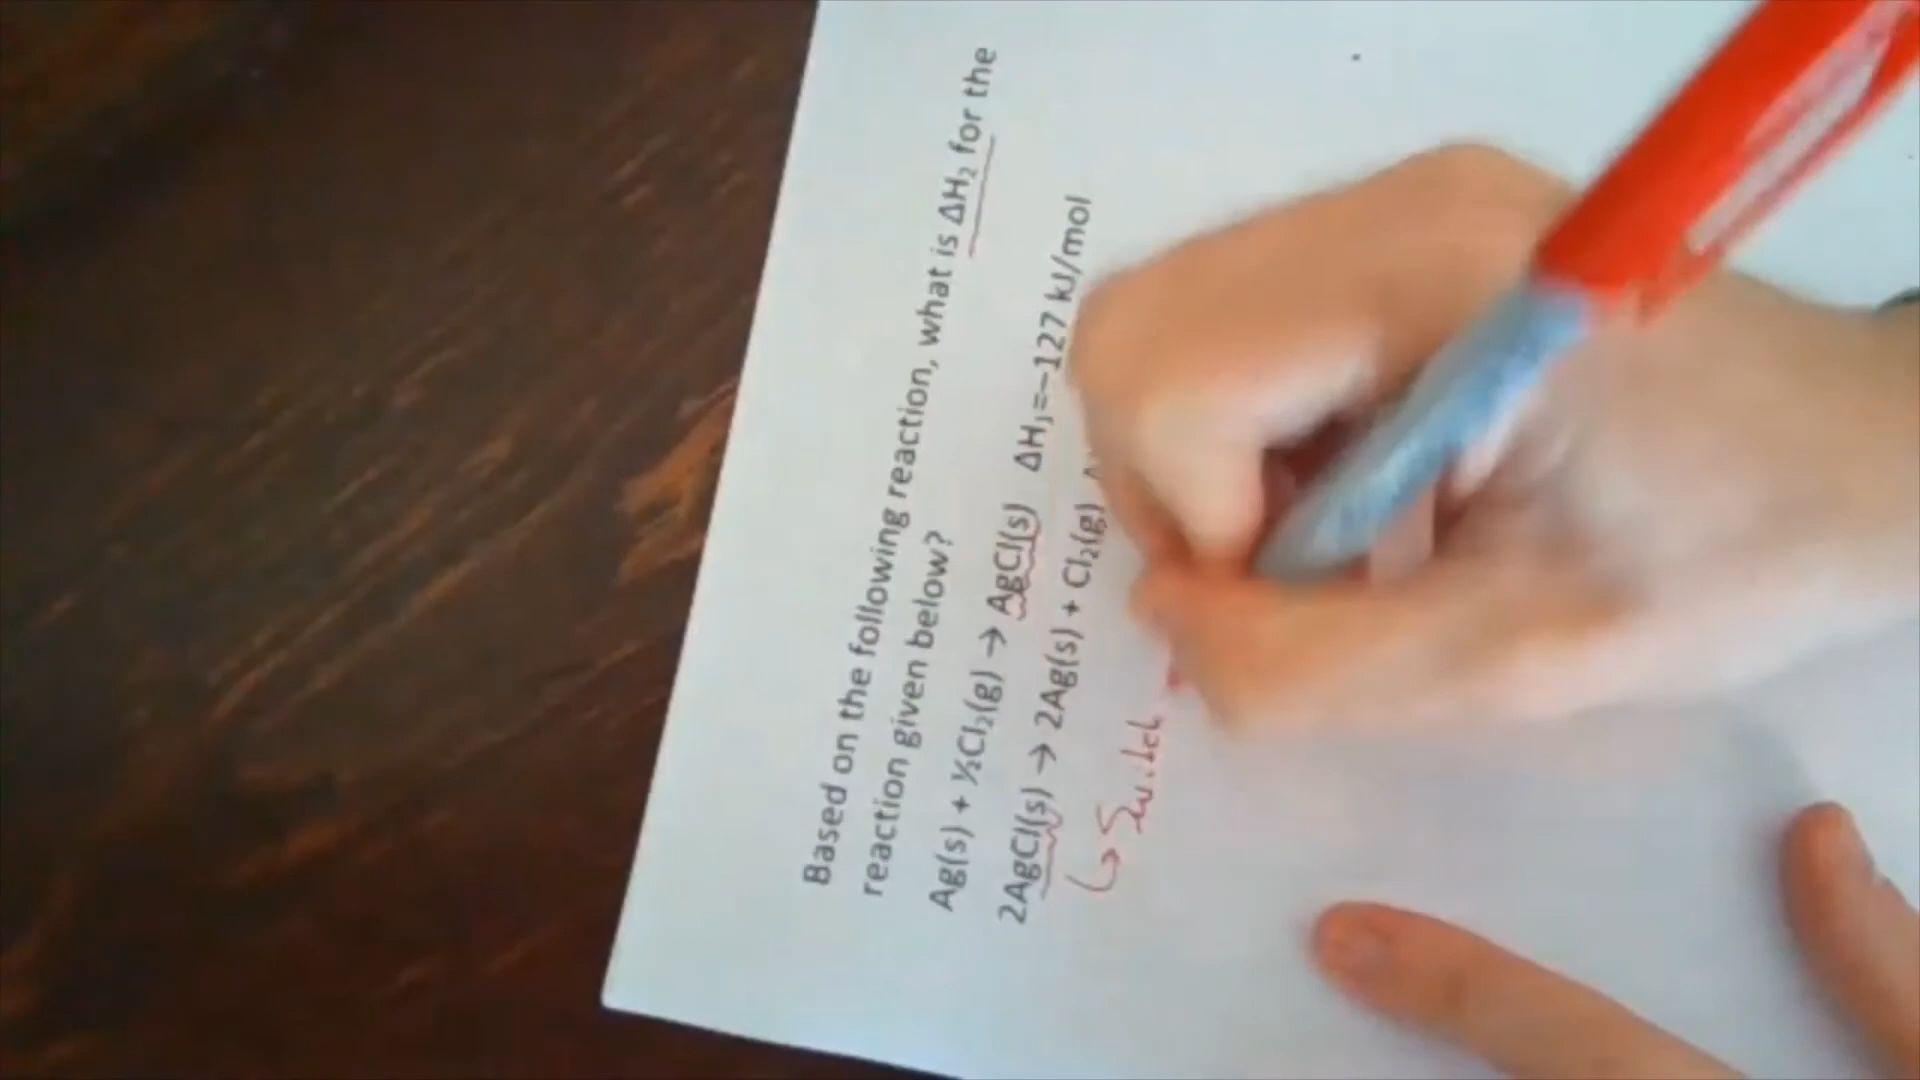 Based on the following reaction, what is ΔH₂ for the
reaction given below?
Ag(s) + ½Cl₂(g) → AgCl(s) ΔH₁=−127 kJ/mol
2AgCl(s) → 2Ag(s) + Cl₂(g)
↳ Switch